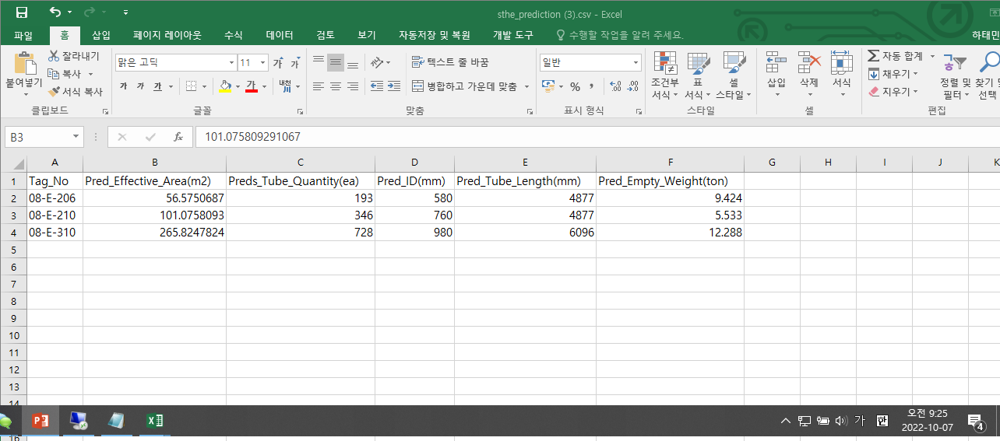 sthe_prediction (3).csv - Excel
파일 홈 삽입 페이지 레이아웃 수식 데이터 검토 보기 자동저장 및 복원 개발 도구 수행할 작업을 알려 주세요. 하태민
붙여넣기
잘라내기
복사
서식 복사
클립보드
맑은 고딕 11 가 가
가 가 가 가 내천 川
글꼴
텍스트 줄 바꿈
병합하고 가운데 맞춤
맞춤
일반
% , .00 .00
표시 형식
조건부 서식
표 서식
셀 스타일
스타일
삽입 삭제 서식
셀
자동 합계
채우기
지우기
정렬 및 필터
찾기 및 선택
편집
B3 fx 101.075809291067
A B C D E F G H I J K
1 Tag_No Pred_Effective_Area(m2) Preds_Tube_Quantity(ea) Pred_ID(mm) Pred_Tube_Length(mm) Pred_Empty_Weight(ton)
2 08-E-206 56.5750687 193 580 4877 9.424
3 08-E-210 101.0758093 346 760 4877 5.533
4 08-E-310 265.8247824 728 980 6096 12.288
5
6
7
8
9
10
11
12
13
14
가 한
오전 9:25
2022-10-07
4
16